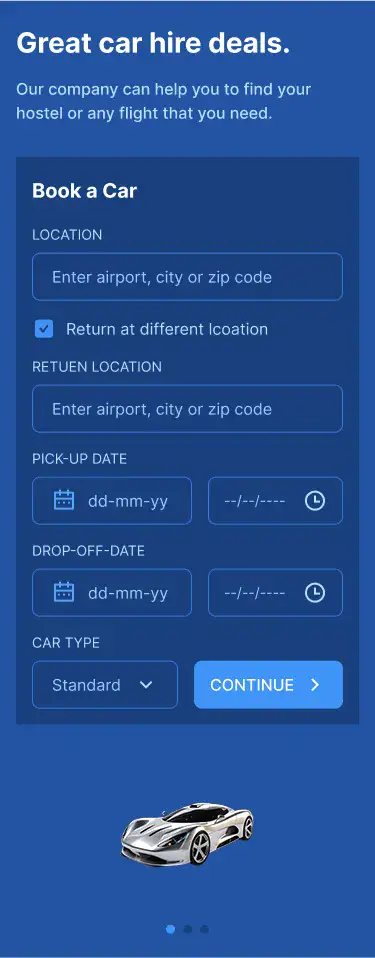 Great car hire deals.
Our company can help you to find your
hostel or any flight that you need.
Book a Car
LOCATION
Enter airport, city or zip code
Return at different lcoation
RETUEN LOCATION
Enter airport, city or zip code
PICK-UP DATE
dd-mm-yy --/--/----
DROP-OFF-DATE
dd-mm-yy --/--/----
CAR TYPE
Standard CONTINUE